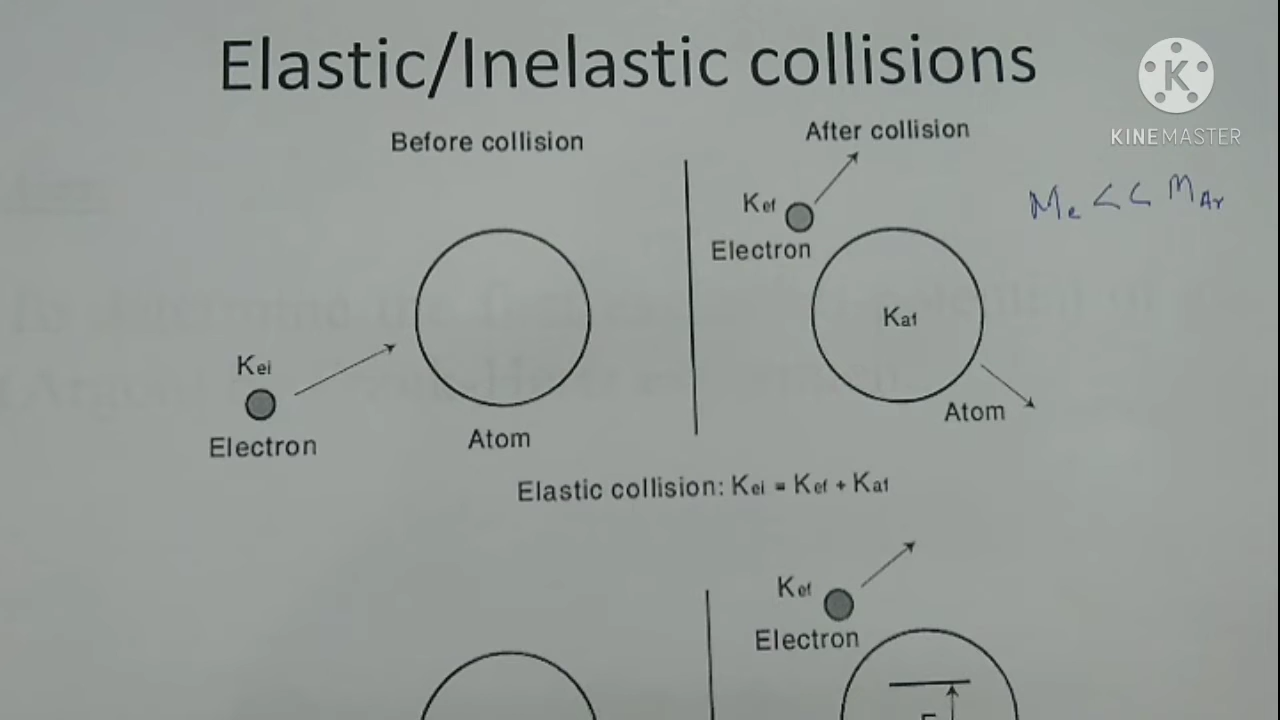 Elastic/Inelastic collisions
K
KINEMASTER
Before collision
After collision
Kef
Electron
Me << MAr
Kaf
Kei
Electron
Atom
Atom
Elastic collision: Kei = Kef + Kaf
Kef
Electron